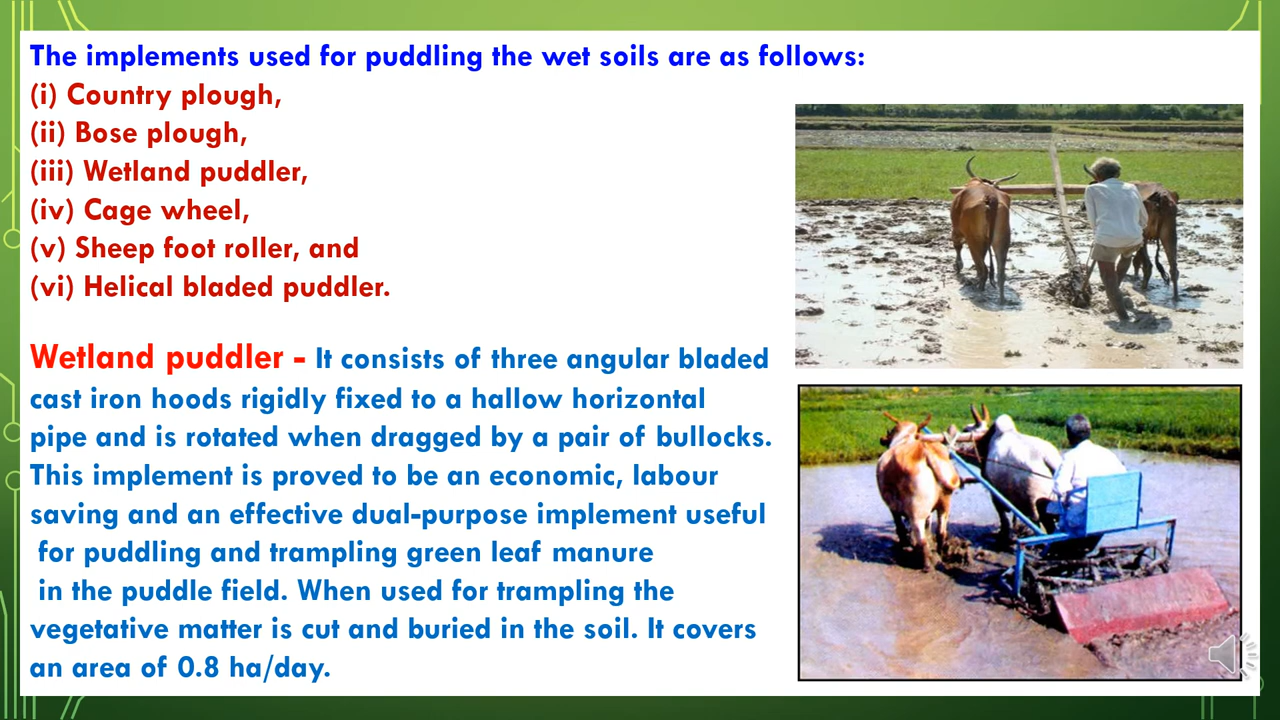 The implements used for puddling the wet soils are as follows:
(i) Country plough,
(ii) Bose plough,
(iii) Wetland puddler,
(iv) Cage wheel,
(v) Sheep foot roller, and
(vi) Helical bladed puddler.
Wetland puddler - It consists of three angular bladed
cast iron hoods rigidly fixed to a hallow horizontal
pipe and is rotated when dragged by a pair of bullocks.
This implement is proved to be an economic, labour
saving and an effective dual-purpose implement useful
for puddling and trampling green leaf manure
in the puddle field. When used for trampling the
vegetative matter is cut and buried in the soil. It covers
an area of 0.8 ha/day.